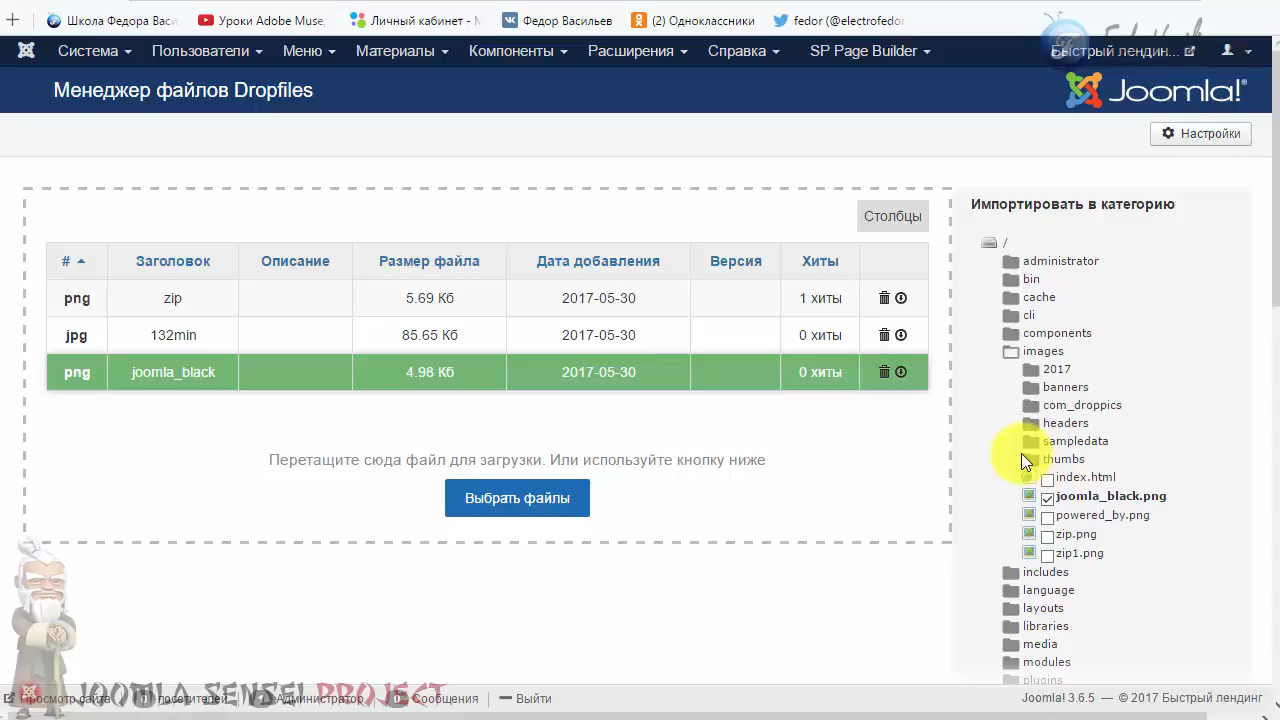 Школа Федора Васи
Уроки Adobe Muse,
Личный кабинет - М
Федор Васильев
(2) Одноклассники
fedor (@electrofedor
Система
Пользователи
Меню
Материалы
Компоненты
Расширения
Справка
SP Page Builder
Быстрый лендин...
Менеджер файлов Dropfiles
Joomla!®
Настройки
Столбцы
# Заголовок Описание Размер файла Дата добавления Версия Хиты
png zip 5.69 Кб 2017-05-30 1 хиты
jpg 132min 85.65 Кб 2017-05-30 0 хиты
png joomla_black 4.98 Кб 2017-05-30 0 хиты
Перетащите сюда файл для загрузки. Или используйте кнопку ниже
Выбрать файлы
Импортировать в категорию
/
administrator
bin
cache
cli
components
images
2017
banners
com_droppics
headers
sampledata
thumbs
index.html
joomla_black.png
powered_by.png
zip.png
zip1.png
includes
language
layouts
libraries
media
modules
plugins
Просмотр сайта
посетителей
Администратор
Сообщения
Выйти
JOOMLA SENSEI PROJECT
Joomla! 3.6.5 — © 2017 Быстрый лендинг